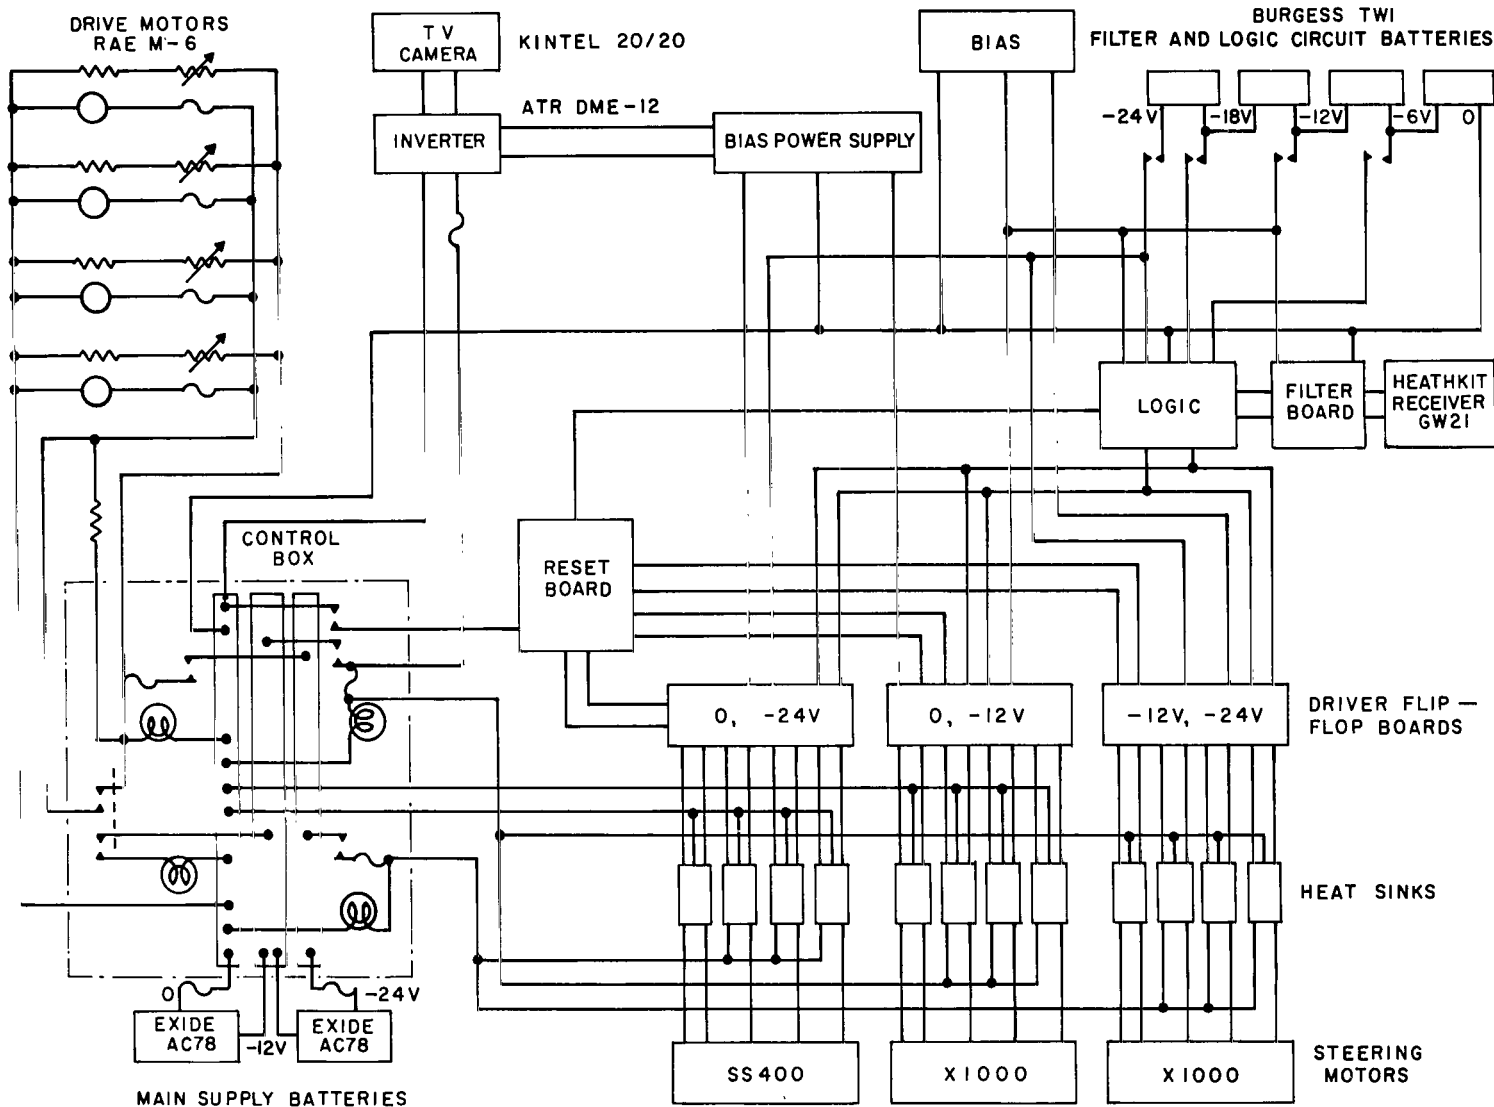 DRIVE MOTORS
RAE M-6
TV
CAMERA
KINTEL 20/20
BIAS
BURGESS TWI
FILTER AND LOGIC CIRCUIT BATTERIES
-24V
-18V
-12V
-6V
0
ATR DME-12
INVERTER
BIAS POWER SUPPLY
LOGIC
FILTER
BOARD
HEATHKIT
RECEIVER
GW21
CONTROL
BOX
RESET
BOARD
0, -24V
0, -12V
-12V, -24V
DRIVER FLIP—
FLOP BOARDS
HEAT SINKS
0
-24V
EXIDE
AC78
-12V
EXIDE
AC78
SS400
X1000
X1000
STEERING
MOTORS
MAIN SUPPLY BATTERIES